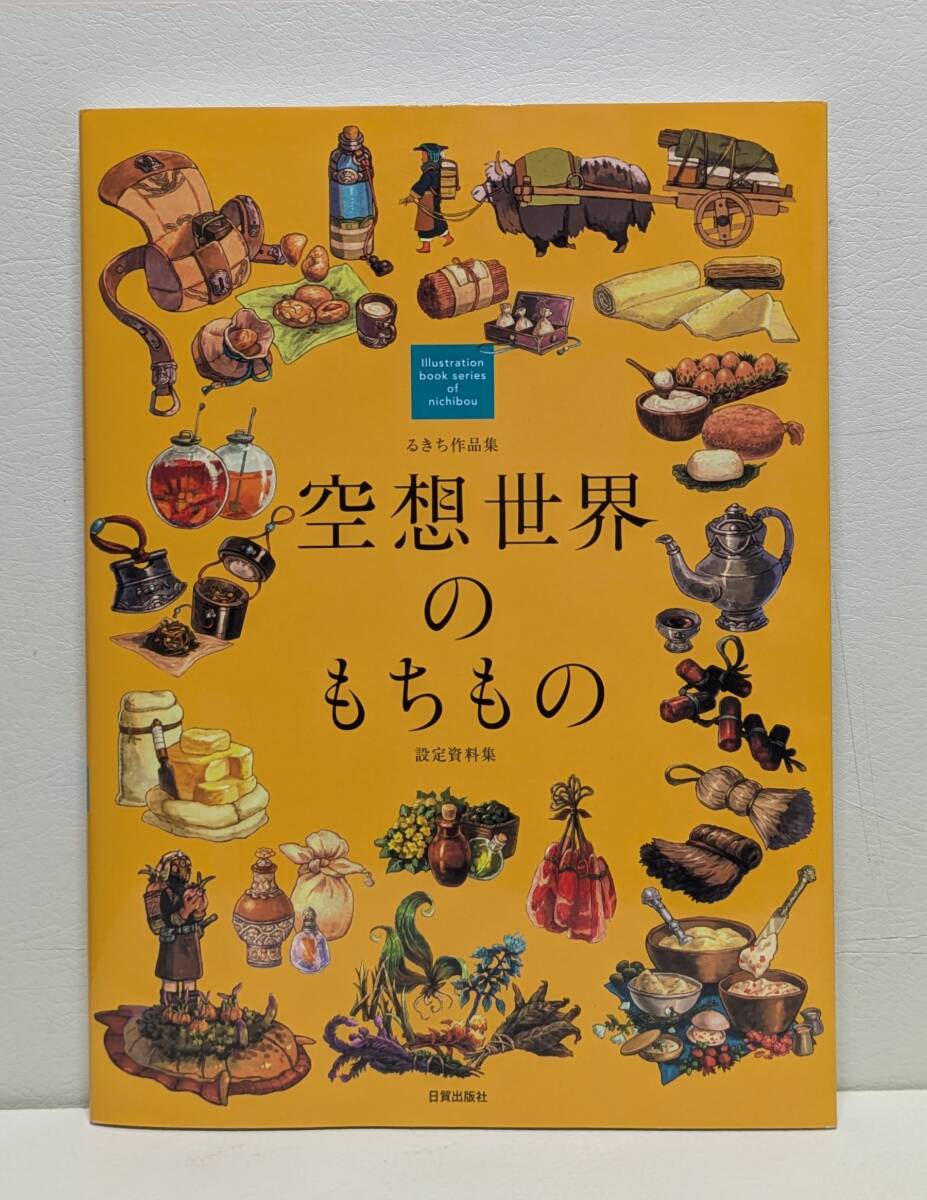 Illustration
book series
of
nichibou
るきち作品集
空想世界
の
もちもの
設定資料集
日貿出版社